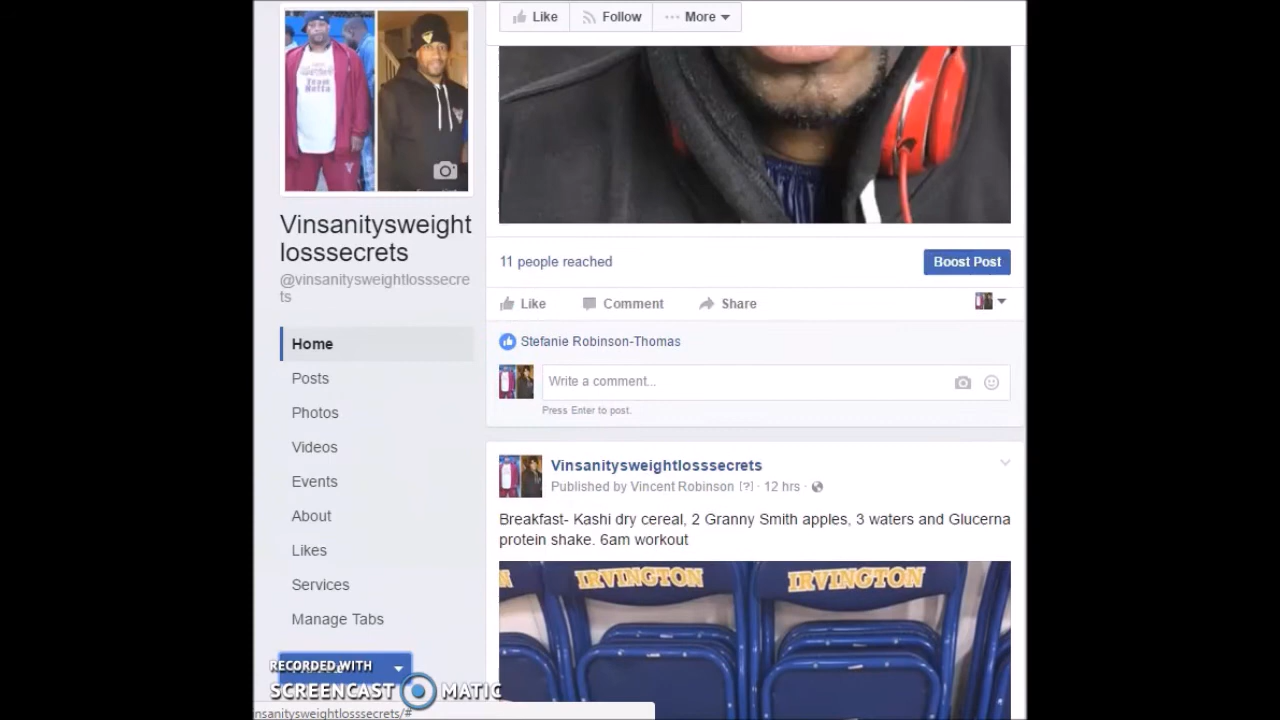 Like Follow More
Vinsanitysweight
losssecrets
@vinsanitysweightlosssecre
ts
Home
Posts
Photos
Videos
Events
About
Likes
Services
Manage Tabs
11 people reached
Boost Post
Like Comment Share
Stefanie Robinson-Thomas
Write a comment...
Press Enter to post.
Vinsanitysweightlosssecrets
Published by Vincent Robinson [?] · 12 hrs ·
Breakfast- Kashi dry cereal, 2 Granny Smith apples, 3 waters and Glucerna
protein shake. 6am workout
IRVINGTON IRVINGTON
RECORDED WITH
SCREENCAST MATIC
insanitysweightlosssecrets/#